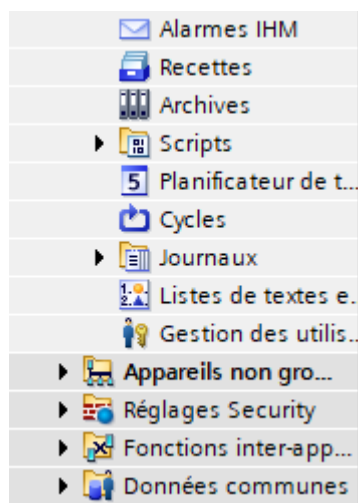 Alarmes IHM
Recettes
Archives
Scripts
Planificateur de t...
Cycles
Journaux
Listes de textes e.
Gestion des utilis..
Appareils non gro...
Réglages Security
Fonctions inter-app...
Données communes